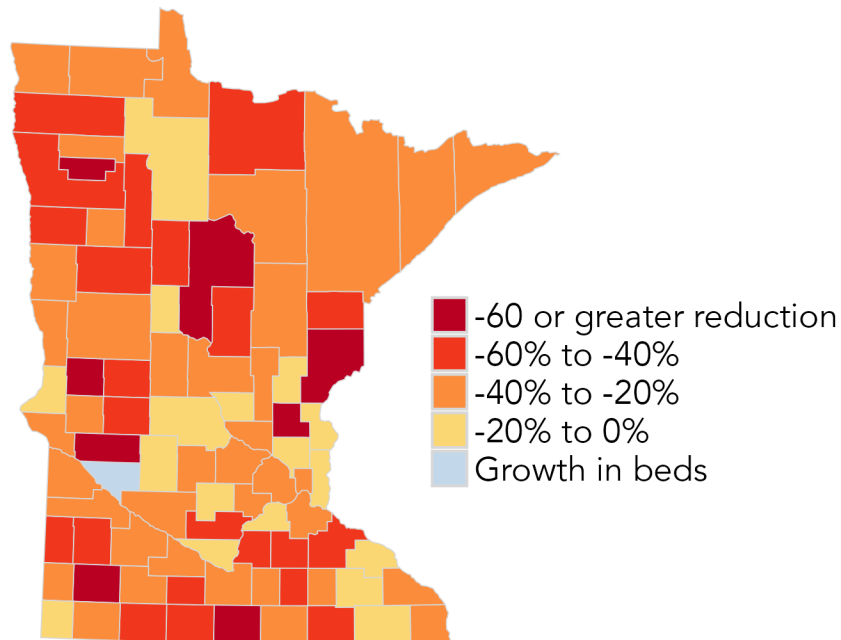 -60 or greater reduction
-60% to -40%
-40% to -20%
-20% to 0%
Growth in beds